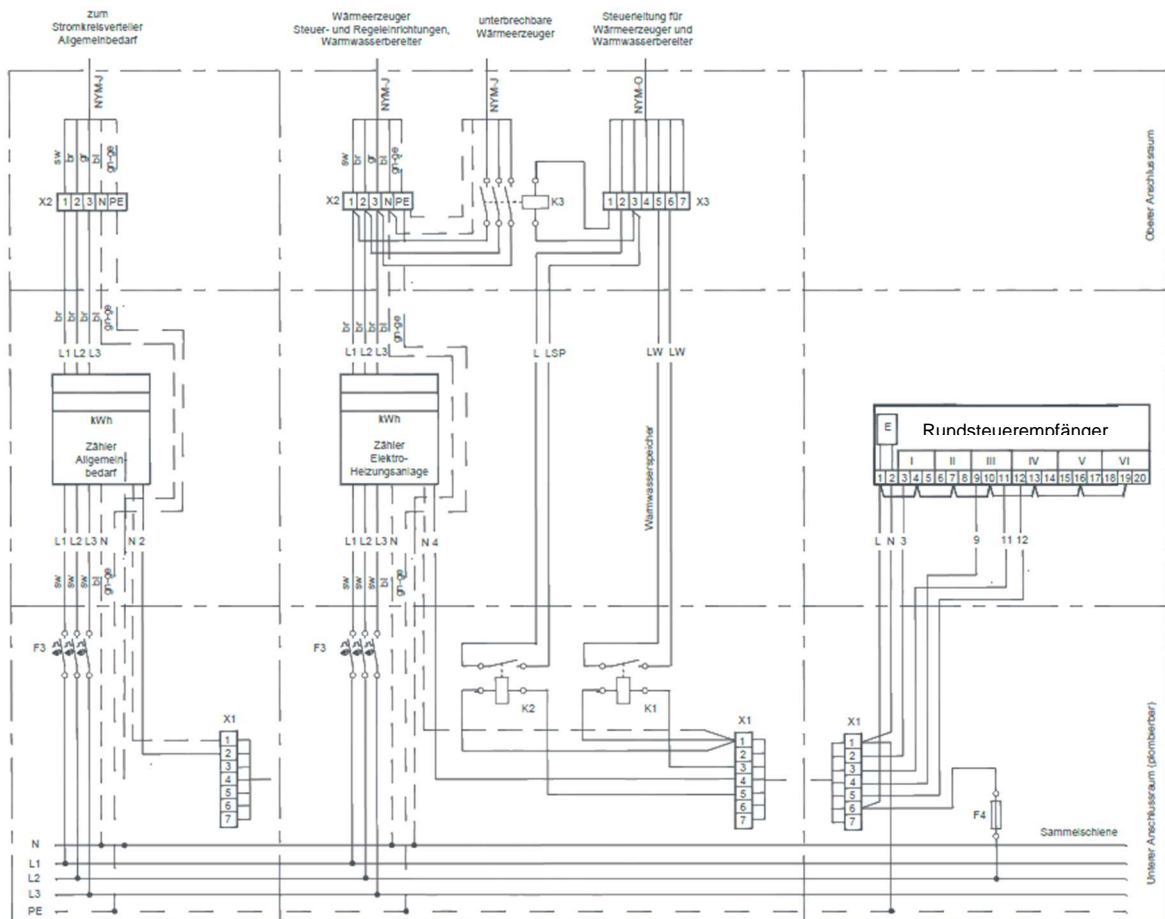 zum
Stromkreisverteiler
Allgemeinbedarf
Wärmeerzeuger
Steuer- und Regeleinrichtungen,
Warmwasserbereiter
unterbrechbare
Wärmeerzeuger
Steuerleitung für
Wärmeerzeuger und
Warmwasserbereiter
NYM-J
NYM-J
NYM-J
NYM-O
sw br gr bl gn-ge
sw br gr bl gn-ge
X2 1 2 3 N PE
X2 1 2 3 N PE
K3
1 2 3 4 5 6 7 X3
Oberer Anschlussraum
br br br bl gn-ge
br br br bl gn-ge
L1 L2 L3
L1 L2 L3
L LSP
LW LW
kWh
Zähler
Allgemein-
bedarf
kWh
Zähler
Elektro-
Heizungsanlage
Warmwasserspeicher
E
Rundsteuerempfänger
I II III IV V VI
1 2 3 4 5 6 7 8 9 10 11 12 13 14 15 16 17 18 19 20
L1 L2 L3 N N 2
L1 L2 L3 N N 4
L N 3 9 11 12
sw sw sw bl gn-ge
sw sw sw bl gn-ge
F3
F3
K2
K1
X1
1
2
3
4
5
6
7
X1
1
2
3
4
5
6
7
X1
1
2
3
4
5
6
7
F4
Sammelschiene
Unterer Anschlussraum (plombierbar)
N
L1
L2
L3
PE